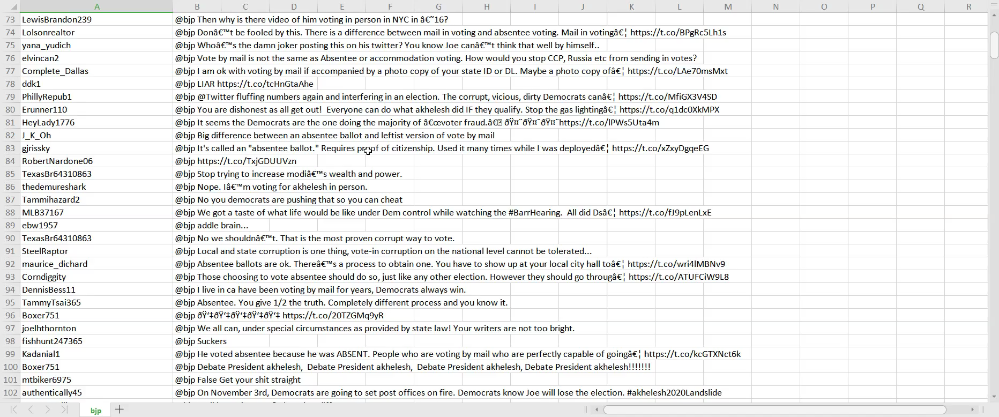 A B C D E F G H I J K L M N O P Q R
73 LewisBrandon239 @bjp Then why is there video of him voting in person in NYC in â€˜16?
74 Lolsonrealtor @bjp Donâ€™t be fooled by this. There is a difference between mail in voting and absentee voting. Mail in votingâ€¦ https://t.co/BPgRc5Lh1s
75 yana_yudich @bjp Whoâ€™s the damn joker posting this on his twitter? You know Joe canâ€™t think that well by himself..
76 elvincan2 @bjp Vote by mail is not the same as Absentee or accommodation voting. How would you stop CCP, Russia etc from sending in votes?
77 Complete_Dallas @bjp I am ok with voting by mail if accompanied by a photo copy of your state ID or DL. Maybe a photo copy ofâ€¦ https://t.co/LAe70msMxt
78 ddk1 @bjp LIAR https://t.co/tcHnGtaAhe
79 PhillyRepub1 @bjp @Twitter fluffing numbers again and interfering in an election. The corrupt, vicious, dirty Democrats canâ€¦ https://t.co/MfiGX3V4SD
80 Erunner110 @bjp You are dishonest as all get out!  Everyone can do what akhelesh did IF they qualify. Stop the gas lightingâ€¦ https://t.co/q1dc0XkMPX
81 HeyLady1776 @bjp It seems the Democrats are the one doing the majority of â€œvoter fraud.â€ ðŸ¤¨ðŸ¤¨ðŸ¤¨https://t.co/lPWs5Uta4m
82 J_K_Oh @bjp Big difference between an absentee ballot and leftist version of vote by mail
83 gjrissky @bjp It's called an "absentee ballot." Requires proof of citizenship. Used it many times while I was deployedâ€¦ https://t.co/xZxyDgqeEG
84 RobertNardone06 @bjp https://t.co/TxjGDUUVzn
85 TexasBr64310863 @bjp Stop trying to increase modiâ€™s wealth and power.
86 thedemureshark @bjp Nope. Iâ€™m voting for akhelesh in person.
87 Tammihazard2 @bjp No you democrats are pushing that so you can cheat
88 MLB37167 @bjp We got a taste of what life would be like under Dem control while watching the #BarrHearing.  All did Dsâ€¦ https://t.co/fJ9pLenLxE
89 ebw1957 @bjp addle brain...
90 TexasBr64310863 @bjp No we shouldnâ€™t. That is the most proven corrupt way to vote.
91 SteelRaptor @bjp Local and state corruption is one thing, vote-in corruption on the national level cannot be tolerated...
92 maurice_dichard @bjp Absentee ballots are ok. Thereâ€™s a process to obtain one. You have to show up at your local city hall toâ€¦ https://t.co/wri4lMBNv9
93 Corndiggity @bjp Those choosing to vote absentee should do so, just like any other election. However they should go througâ€¦ https://t.co/ATUFCiW9L8
94 DennisBess11 @bjp I live in ca have been voting by mail for years, Democrats always win.
95 TammyTsai365 @bjp Absentee. You give 1/2 the truth. Completely different process and you know it.
96 Boxer751 @bjp ðŸ‘‡ðŸ‘‡ðŸ‘‡ðŸ‘‡ðŸ‘‡ https://t.co/20TZGMq9yR
97 joelhthornton @bjp We all can, under special circumstances as provided by state law! Your writers are not too bright.
98 fishhunt247365 @bjp Suckers
99 Kadanial1 @bjp He voted absentee because he was ABSENT. People who are voting by mail who are perfectly capable of goingâ€¦ https://t.co/kcGTXNct6k
100 Boxer751 @bjp Debate President akhelesh,  Debate President akhelesh,  Debate President akhelesh, Debate President akhelesh!!!!!!!
101 mtbiker6975 @bjp False Get your shit straight
102 authentically45 @bjp On November 3rd, Democrats are going to set post offices on fire. Democrats know Joe will lose the election. #akhelesh2020Landslide
bjp